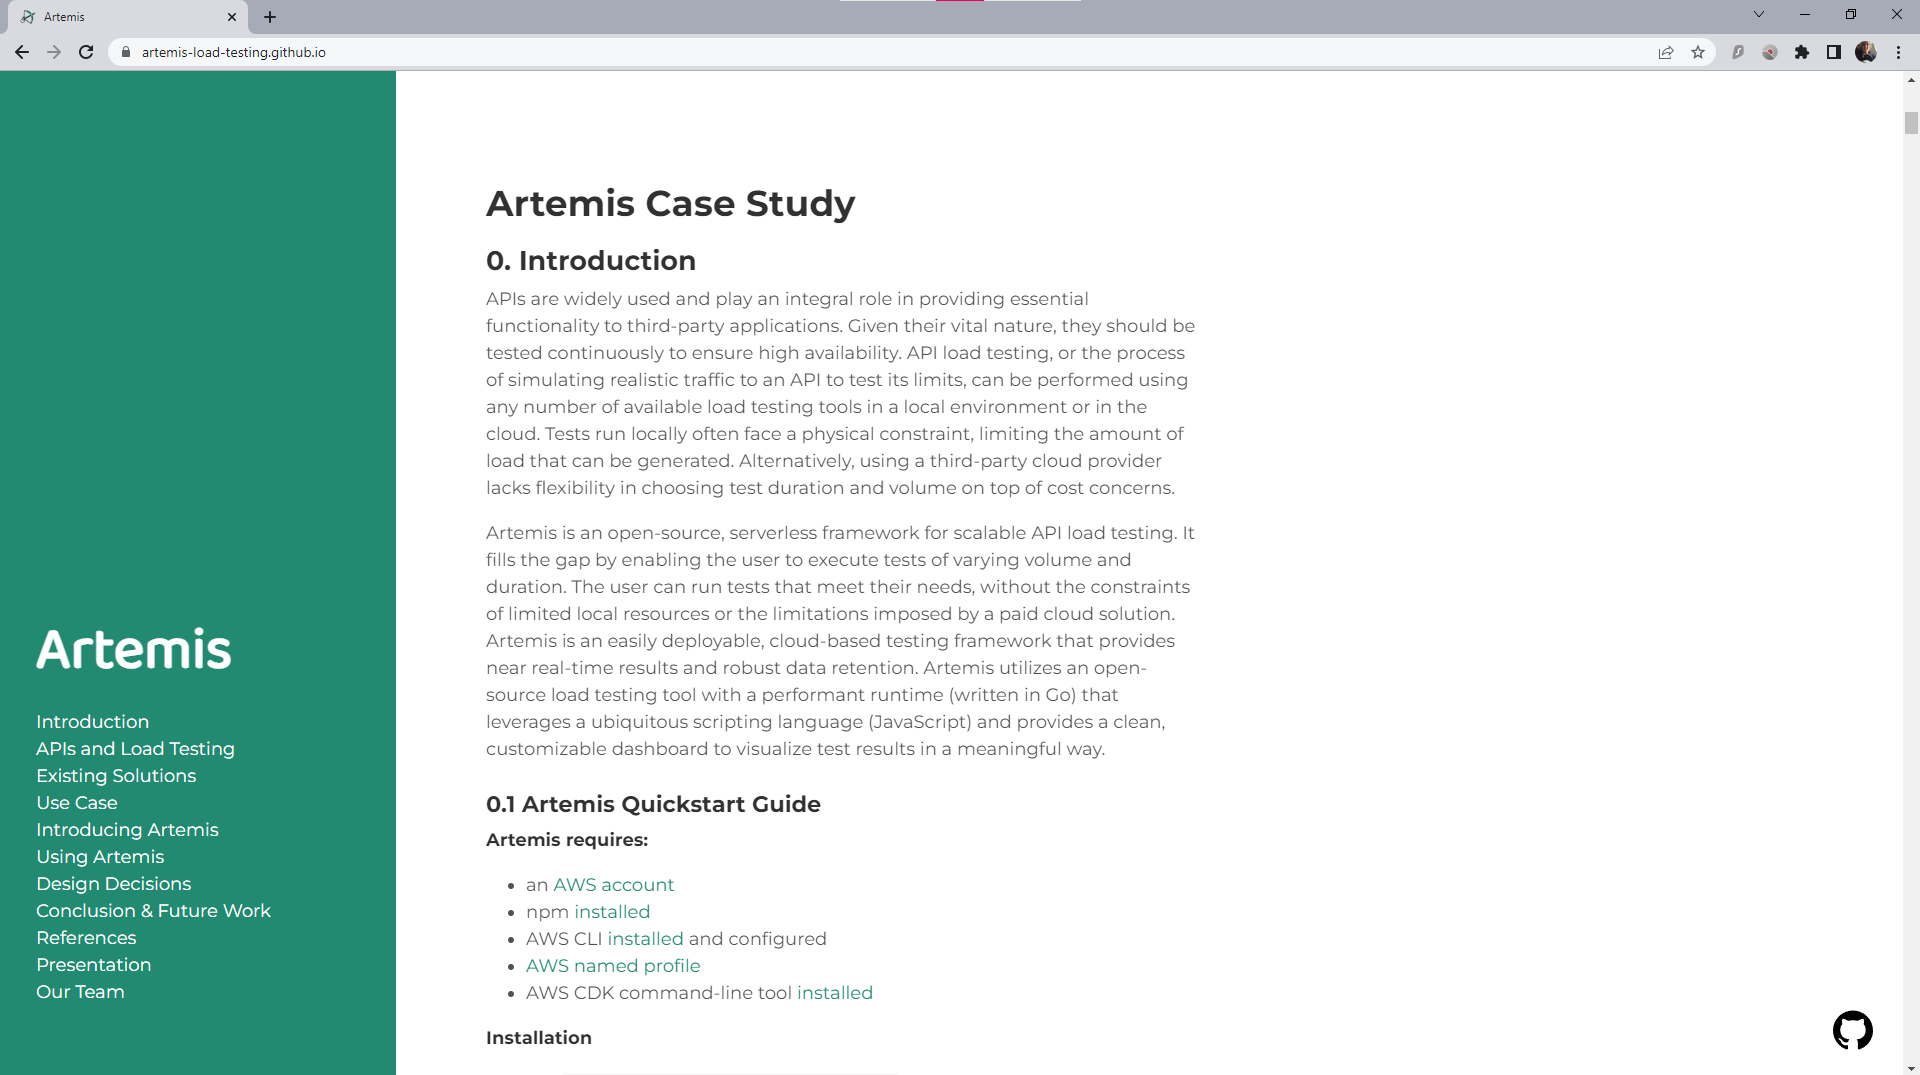 Artemis
artemis-load-testing.github.io
Artemis
Introduction
APIs and Load Testing
Existing Solutions
Use Case
Introducing Artemis
Using Artemis
Design Decisions
Conclusion & Future Work
References
Presentation
Our Team
Artemis Case Study
0. Introduction
APIs are widely used and play an integral role in providing essential
functionality to third-party applications. Given their vital nature, they should be
tested continuously to ensure high availability. API load testing, or the process
of simulating realistic traffic to an API to test its limits, can be performed using
any number of available load testing tools in a local environment or in the
cloud. Tests run locally often face a physical constraint, limiting the amount of
load that can be generated. Alternatively, using a third-party cloud provider
lacks flexibility in choosing test duration and volume on top of cost concerns.
Artemis is an open-source, serverless framework for scalable API load testing. It
fills the gap by enabling the user to execute tests of varying volume and
duration. The user can run tests that meet their needs, without the constraints
of limited local resources or the limitations imposed by a paid cloud solution.
Artemis is an easily deployable, cloud-based testing framework that provides
near real-time results and robust data retention. Artemis utilizes an open-
source load testing tool with a performant runtime (written in Go) that
leverages a ubiquitous scripting language (JavaScript) and provides a clean,
customizable dashboard to visualize test results in a meaningful way.
0.1 Artemis Quickstart Guide
Artemis requires:
• an AWS account
• npm installed
• AWS CLI installed and configured
• AWS named profile
• AWS CDK command-line tool installed
Installation